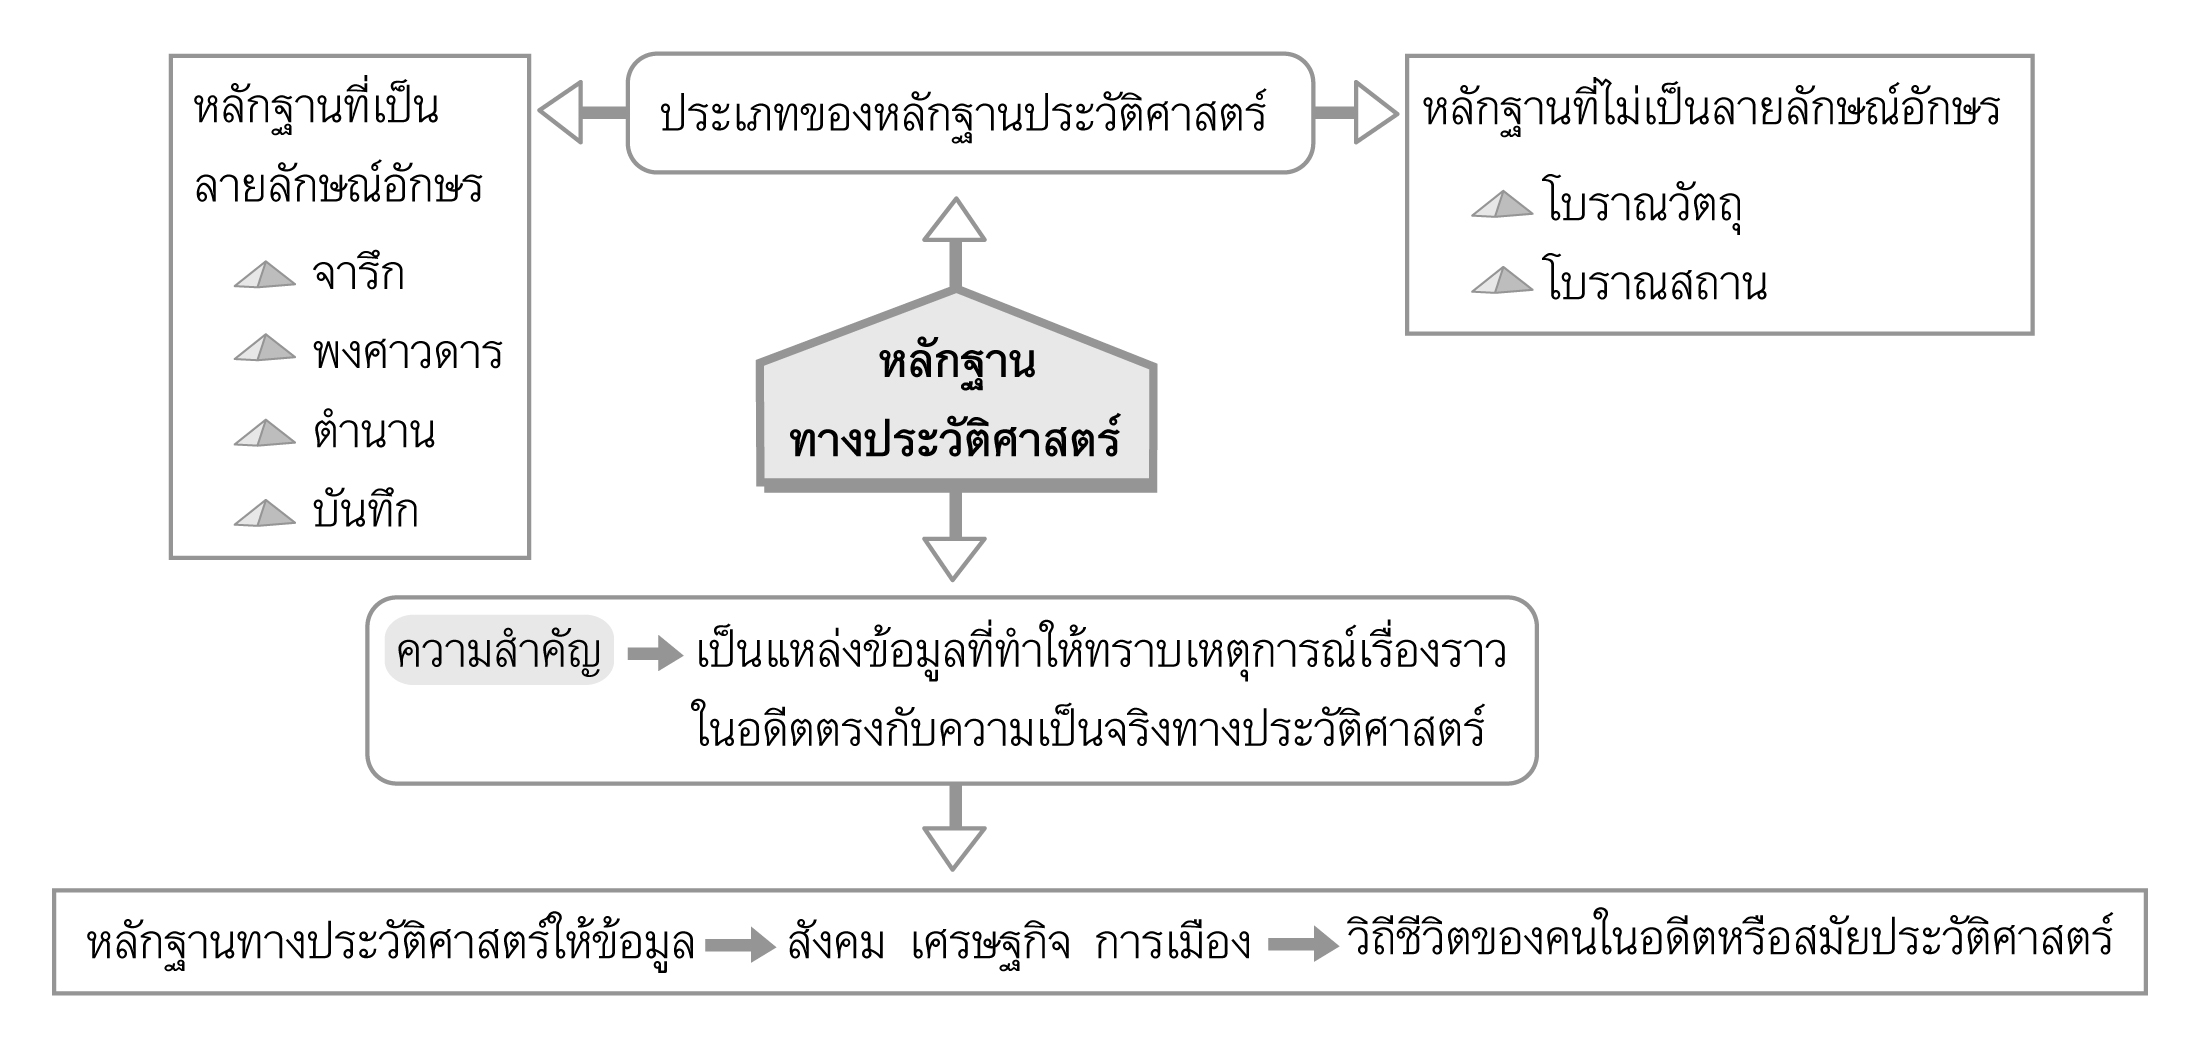 ประเภทของหลักฐานประวัติศาสตร์
หลักฐานที่เป็น
ลายลักษณ์อักษร
จารึก
พงศาวดาร
ตำนาน
บันทึก
หลักฐานที่ไม่เป็นลายลักษณ์อักษร
โบราณวัตถุ
โบราณสถาน
หลักฐาน
ทางประวัติศาสตร์
ความสำคัญ เป็นแหล่งข้อมูลที่ทำให้ทราบเหตุการณ์เรื่องราว
ในอดีตตรงกับความเป็นจริงทางประวัติศาสตร์
หลักฐานทางประวัติศาสตร์ให้ข้อมูล สังคม เศรษฐกิจ การเมือง วิถีชีวิตของคนในอดีตหรือสมัยประวัติศาสตร์